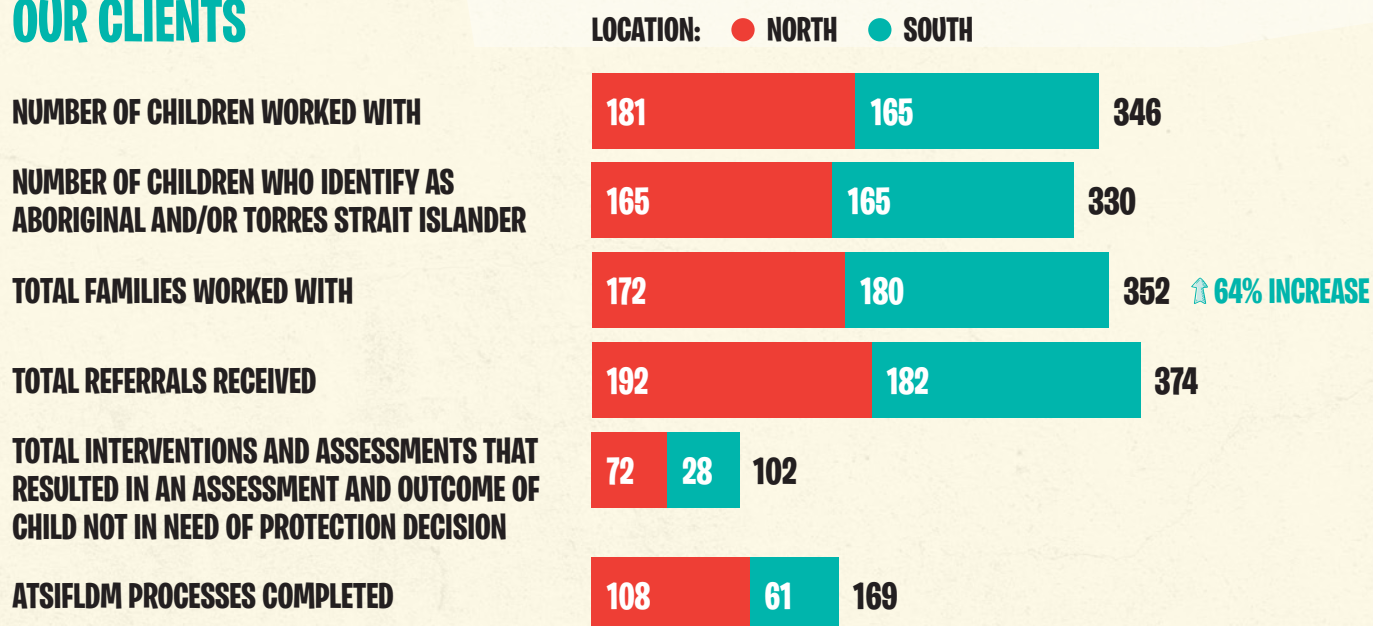 OUR CLIENTS
LOCATION: NORTH SOUTH
NUMBER OF CHILDREN WORKED WITH
181 165 346
NUMBER OF CHILDREN WHO IDENTIFY AS
ABORIGINAL AND/OR TORRES STRAIT ISLANDER
165 165 330
TOTAL FAMILIES WORKED WITH
172 180 352 64% INCREASE
TOTAL REFERRALS RECEIVED
192 182 374
TOTAL INTERVENTIONS AND ASSESSMENTS THAT
RESULTED IN AN ASSESSMENT AND OUTCOME OF
CHILD NOT IN NEED OF PROTECTION DECISION
72 28 102
ATSIFLDM PROCESSES COMPLETED
108 61 169